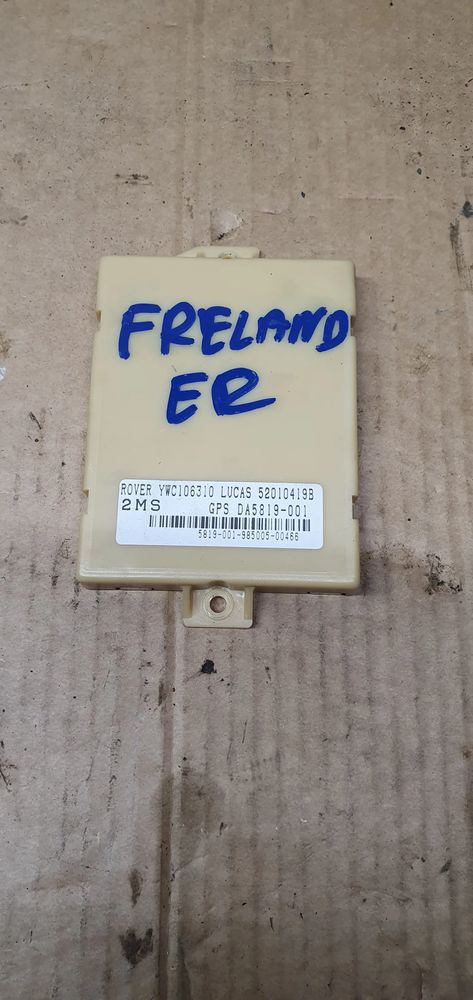 FRELAND
ER
ROVER YWC106310 LUCAS 52010419B
2MS GPS DA5819-001
5819-001-985005-00466